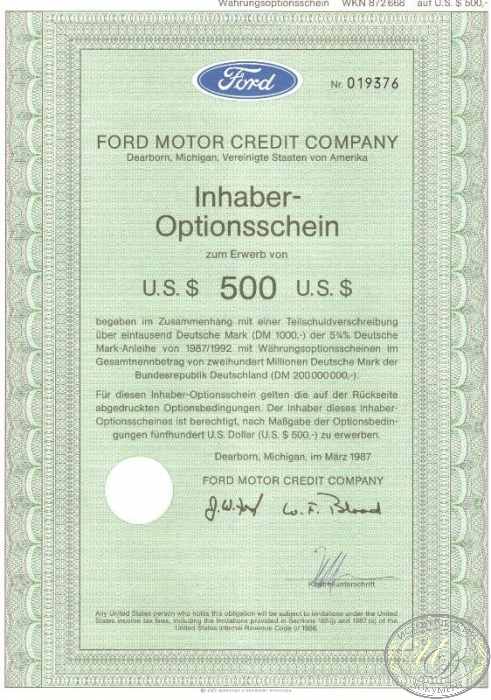 Währungsoptionsschein WKN 872 668 auf U.S. $ 500,-
Ford
Nr. 019376
FORD MOTOR CREDIT COMPANY
Dearborn, Michigan, Vereinigte Staaten von Amerika
Inhaber-
Optionsschein
zum Erwerb von
U.S. $ 500 U.S. $
begeben im Zusammenhang mit einer Teilschuldverschreibung
über eintausend Deutsche Mark (DM 1000,-) der 5¾% Deutsche
Mark-Anleihe von 1987/1992 mit Währungsoptionsscheinen im
Gesamtnennbetrag von zweihundert Millionen Deutsche Mark der
Bundesrepublik Deutschland (DM 200 000 000,-).
Für diesen Inhaber-Optionsschein gelten die auf der Rückseite
abgedruckten Optionsbedingungen. Der Inhaber dieses Inhaber-
Optionsscheines ist berechtigt, nach Maßgabe der Optionsbedin-
gungen fünfhundert U.S. Dollar (U.S. $ 500,-) zu erwerben.
Dearborn, Michigan, im März 1987
FORD MOTOR CREDIT COMPANY
W. F. Blood
Kontrollunterschrift
Any United States person who holds this obligation will be subject to limitations under the United
States income tax laws, including the limitations provided in Sections 165(j) and 1287 (a) of the
United States Internal Revenue Code of 1986.